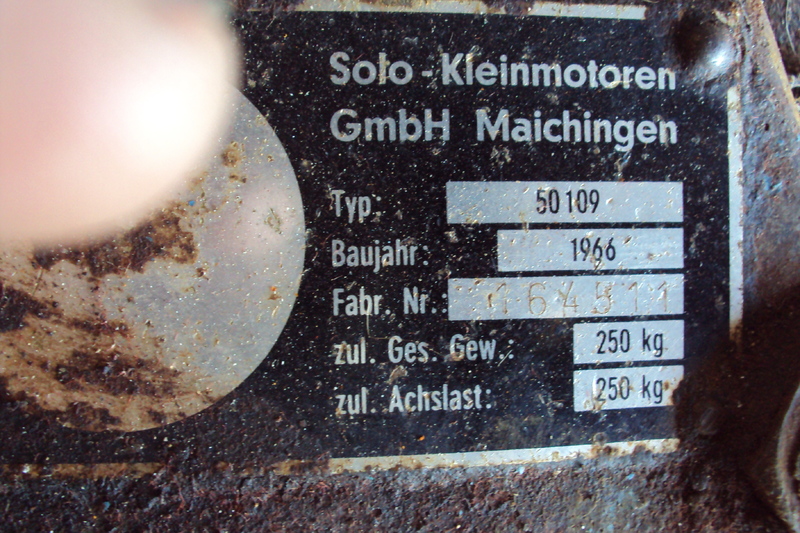 Solo - Kleinmotoren
GmbH Maichingen
Typ: 50109
Baujahr: 1966
Fabr. Nr.: 1164511
zul. Ges. Gew.: 250 kg
zul. Achslast: 250 kg